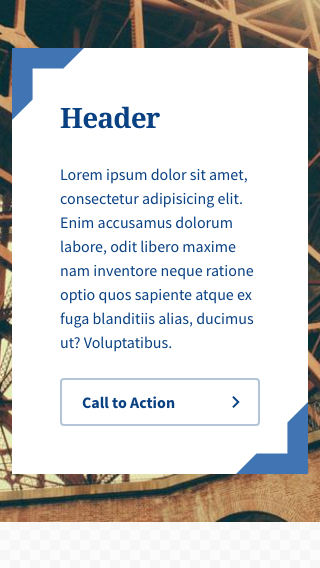 Header
Lorem ipsum dolor sit amet,
consectetur adipisicing elit.
Enim accusamus dolorum
labore, odit libero maxime
nam inventore neque ratione
optio quos sapiente atque ex
fuga blanditiis alias, ducimus
ut? Voluptatibus.
Call to Action